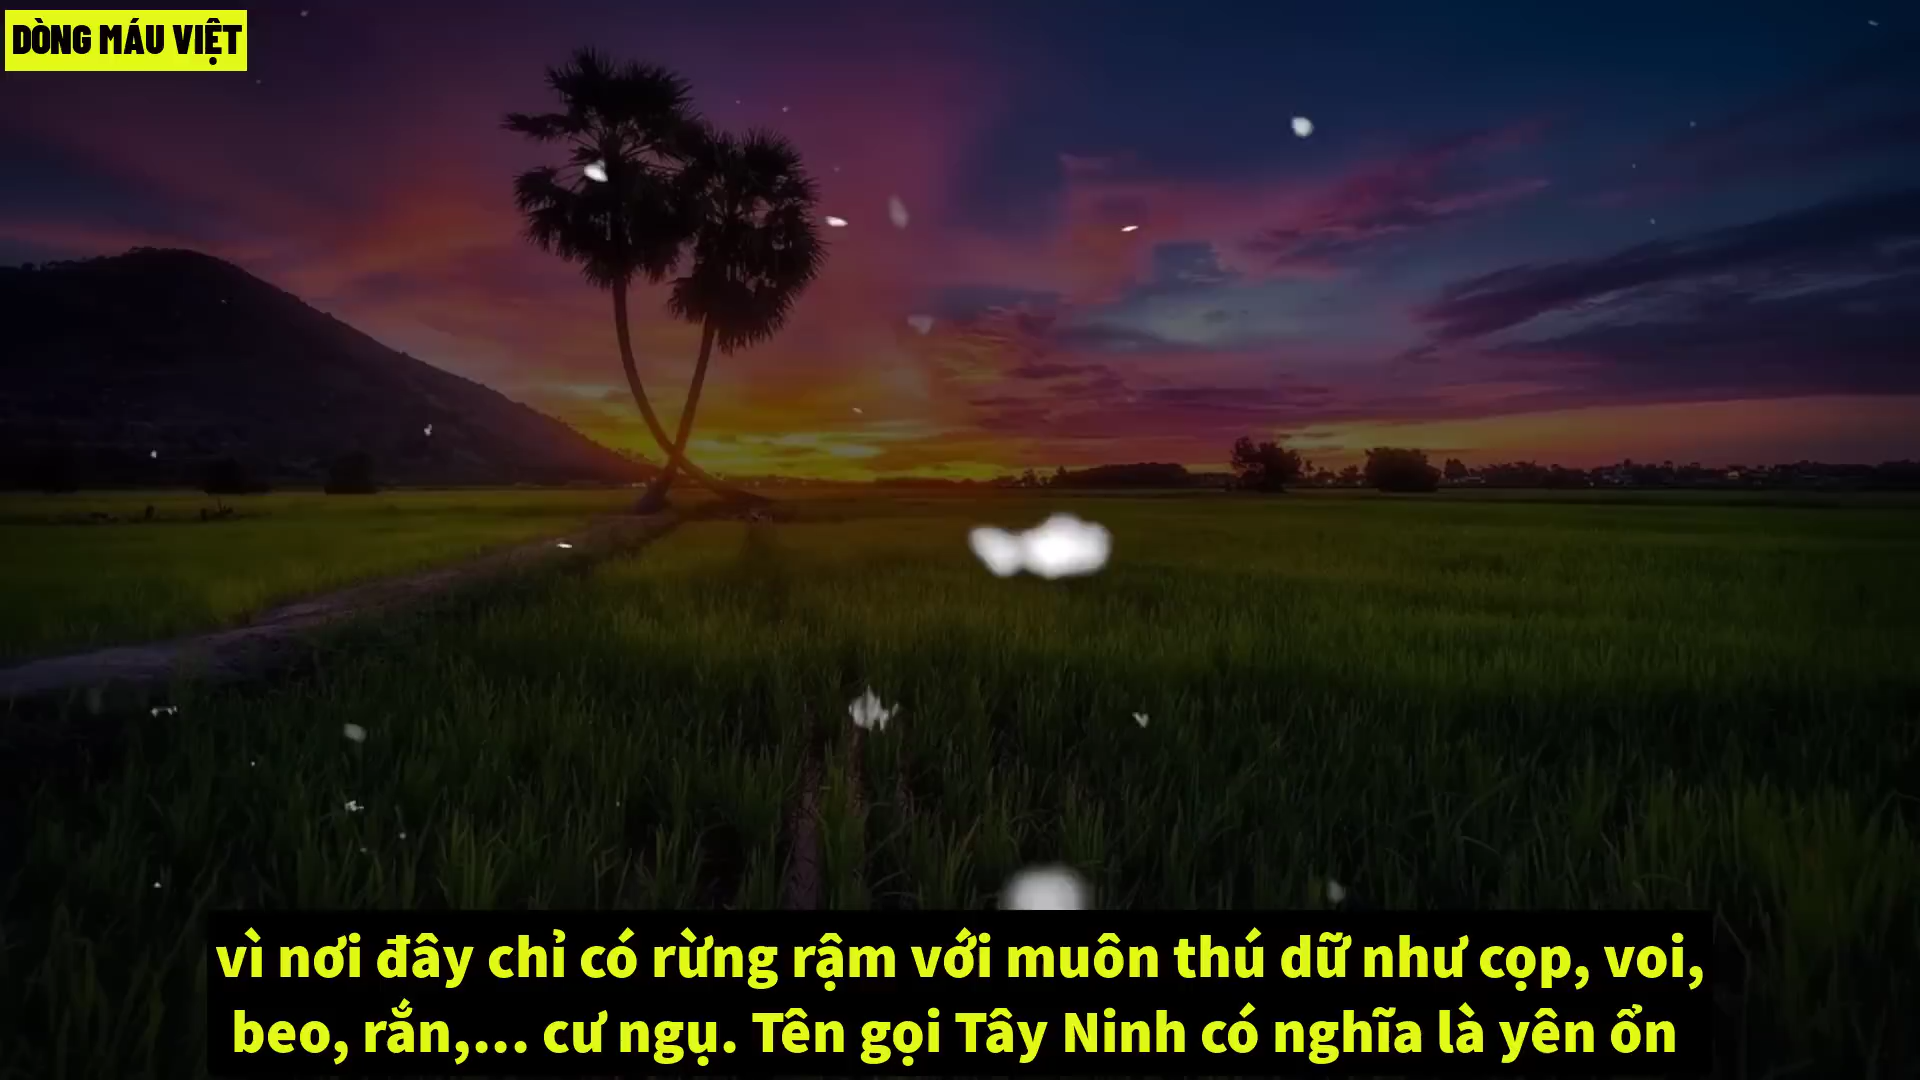 DÒNG MÁU VIỆT
vì nơi đây chỉ có rừng rậm với muôn thú dữ như cọp, voi,
beo, rắn,... cư ngụ. Tên gọi Tây Ninh có nghĩa là yên ổn